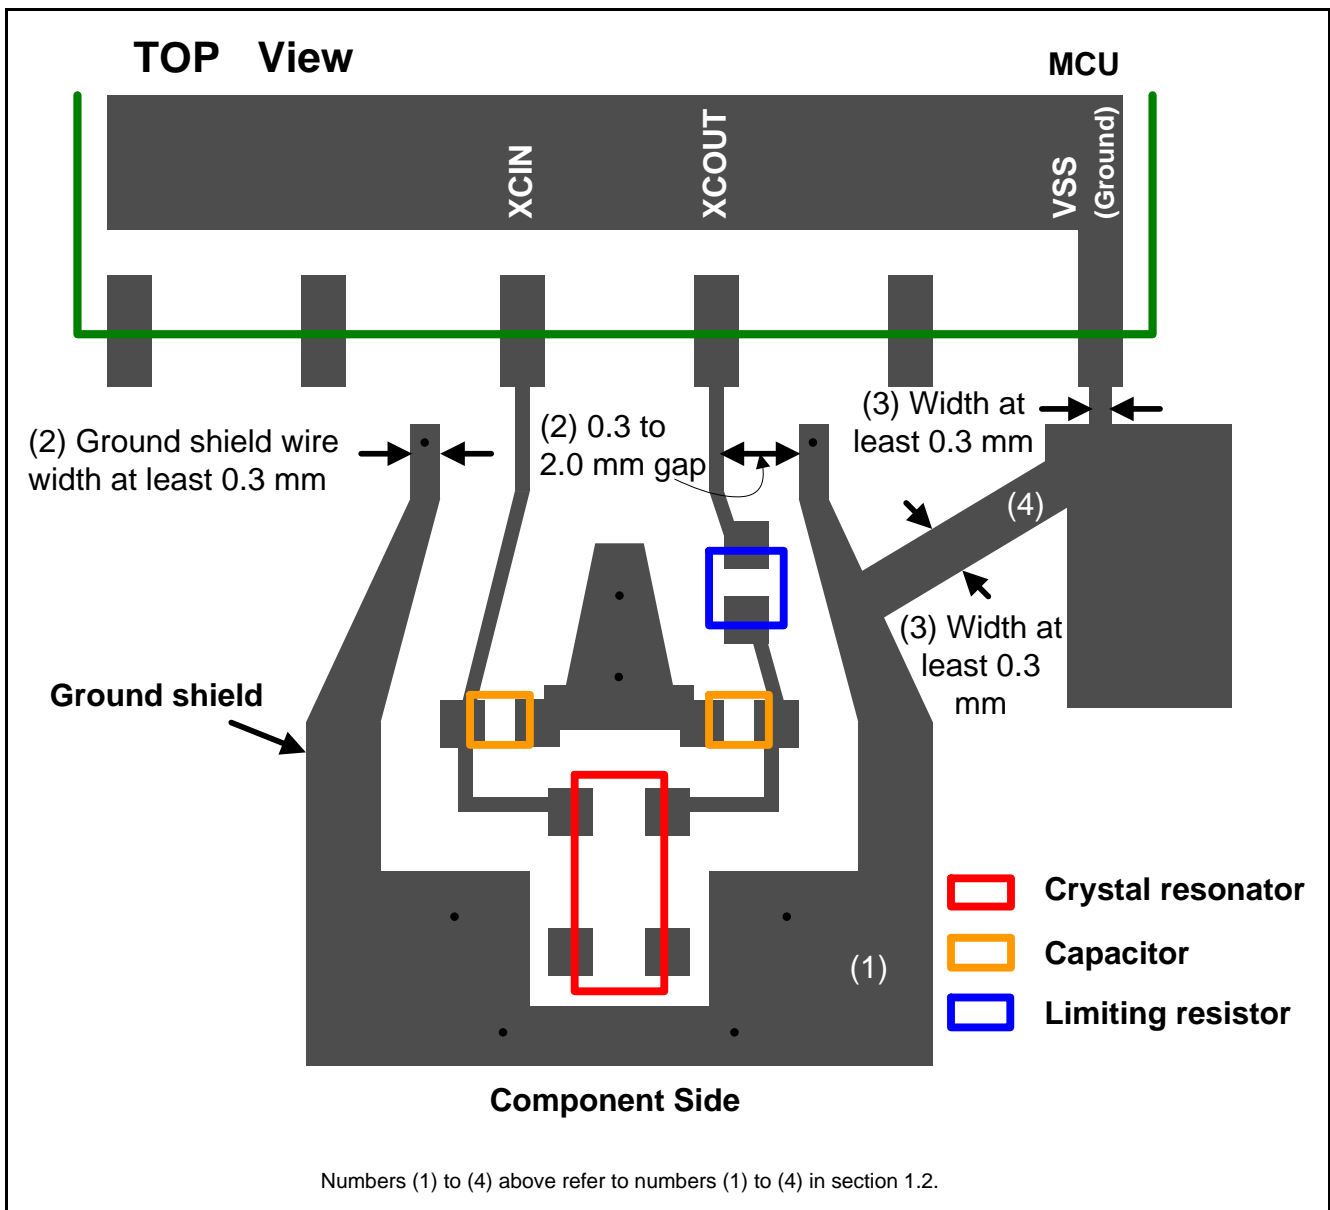 TOP View
MCU
XCIN
XCOUT
VSS
(Ground)
(2) Ground shield wire
width at least 0.3 mm
(2) 0.3 to
2.0 mm gap
(3) Width at
least 0.3 mm
(4)
(3) Width at
least 0.3
mm
Ground shield
(1)
Crystal resonator
Capacitor
Limiting resistor
Component Side
Numbers (1) to (4) above refer to numbers (1) to (4) in section 1.2.